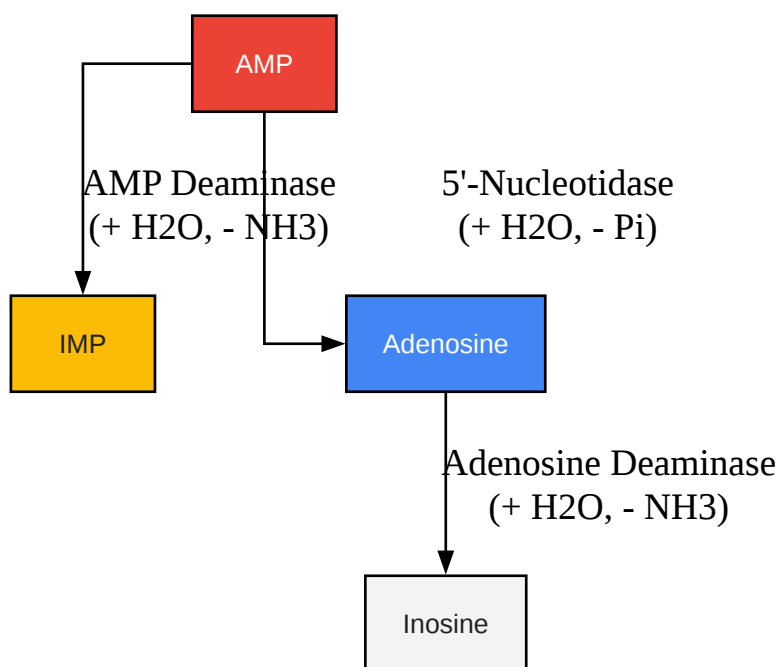 AMP
AMP Deaminase
(+ H2O, - NH3)
5'-Nucleotidase
(+ H2O, - Pi)
IMP
Adenosine
Adenosine Deaminase
(+ H2O, - NH3)
Inosine